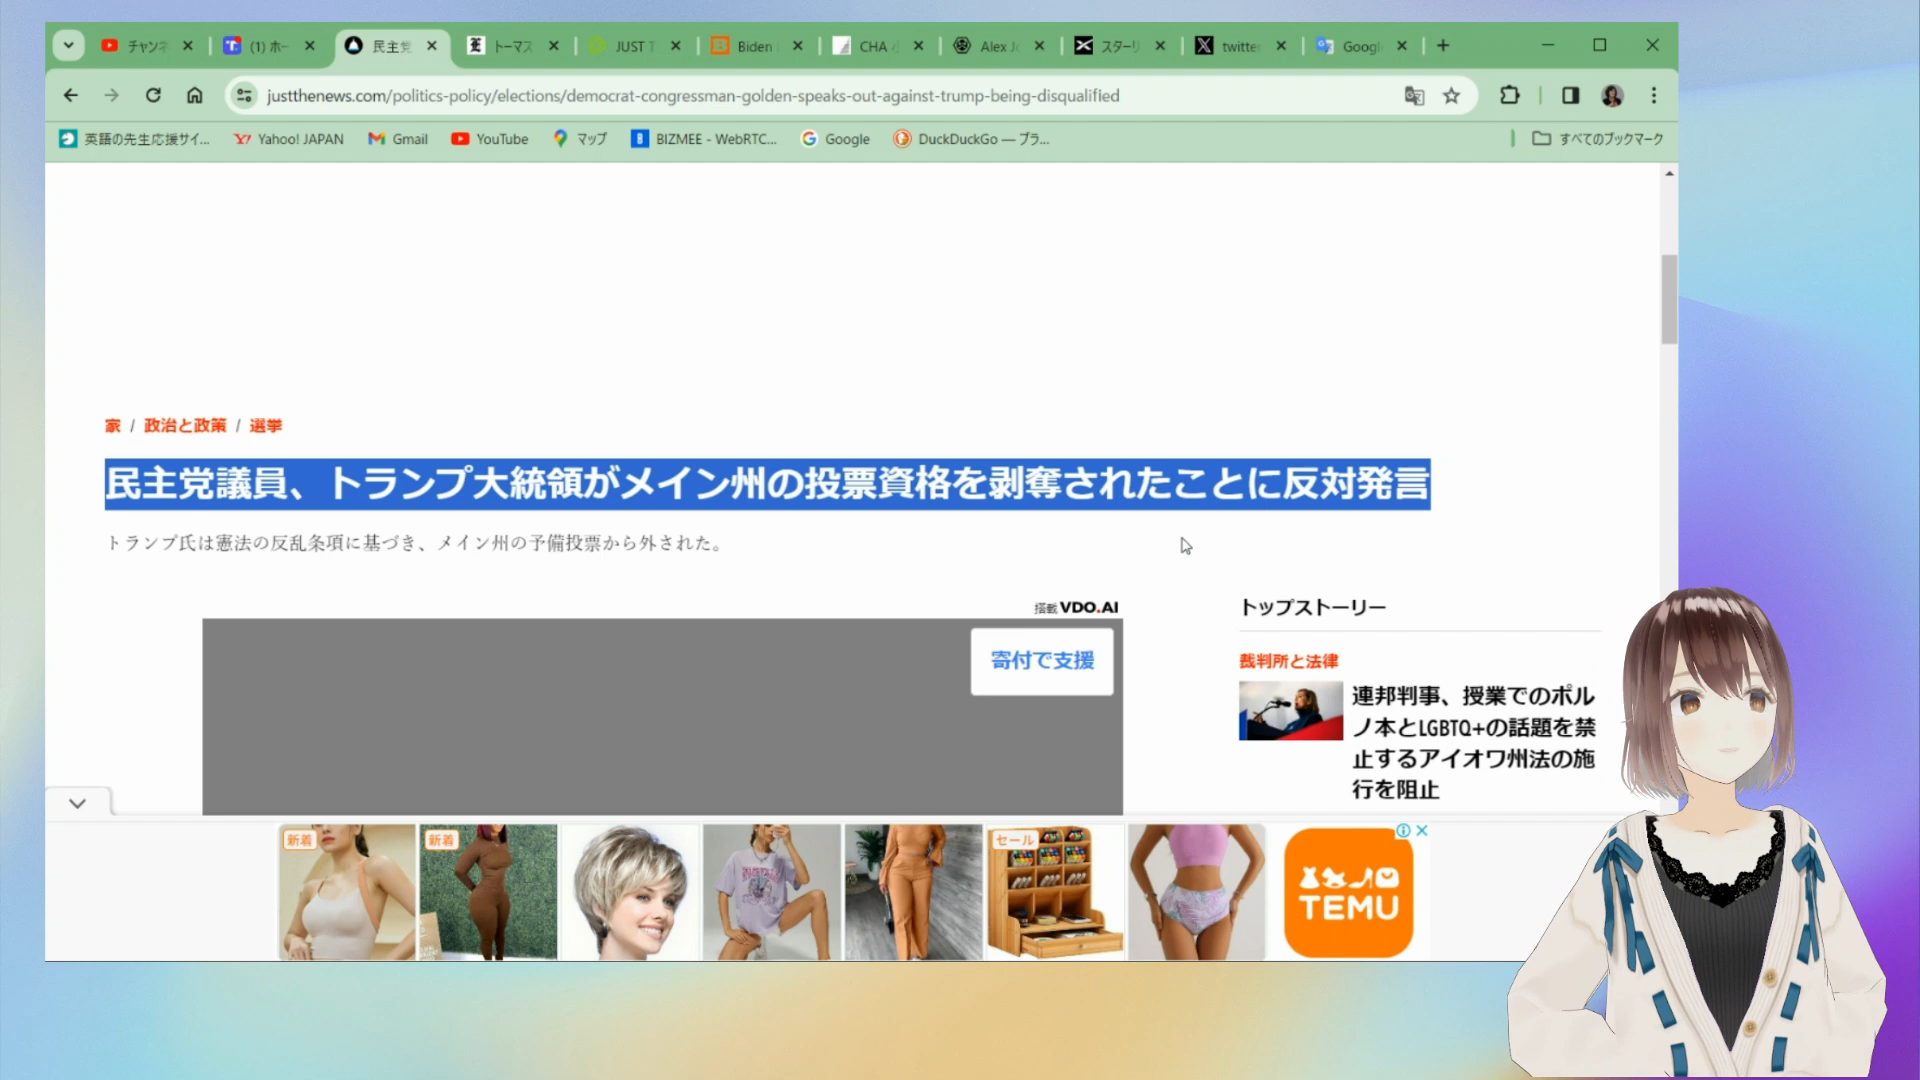 チャンネ
(1) ホー
民主党
トーマス
JUST T
Biden
CHA
Alex Jo
スターリ
twitter
Googl
justthenews.com/politics-policy/elections/democrat-congressman-golden-speaks-out-against-trump-being-disqualified
英語の先生応援サイ...
Yahoo! JAPAN
Gmail
YouTube
マップ
BIZMEE - WebRTC...
Google
DuckDuckGo — プラ...
すべてのブックマーク
家 / 政治と政策 / 選挙
民主党議員、トランプ大統領がメイン州の投票資格を剥奪されたことに反対発言
トランプ氏は憲法の反乱条項に基づき、メイン州の予備投票から外された。
搭載 VDO.AI
寄付で支援
トップストーリー
裁判所と法律
連邦判事、授業でのポル
ノ本とLGBTQ+の話題を禁
止するアイオワ州法の施
行を阻止
新着
新着
セール
TEMU